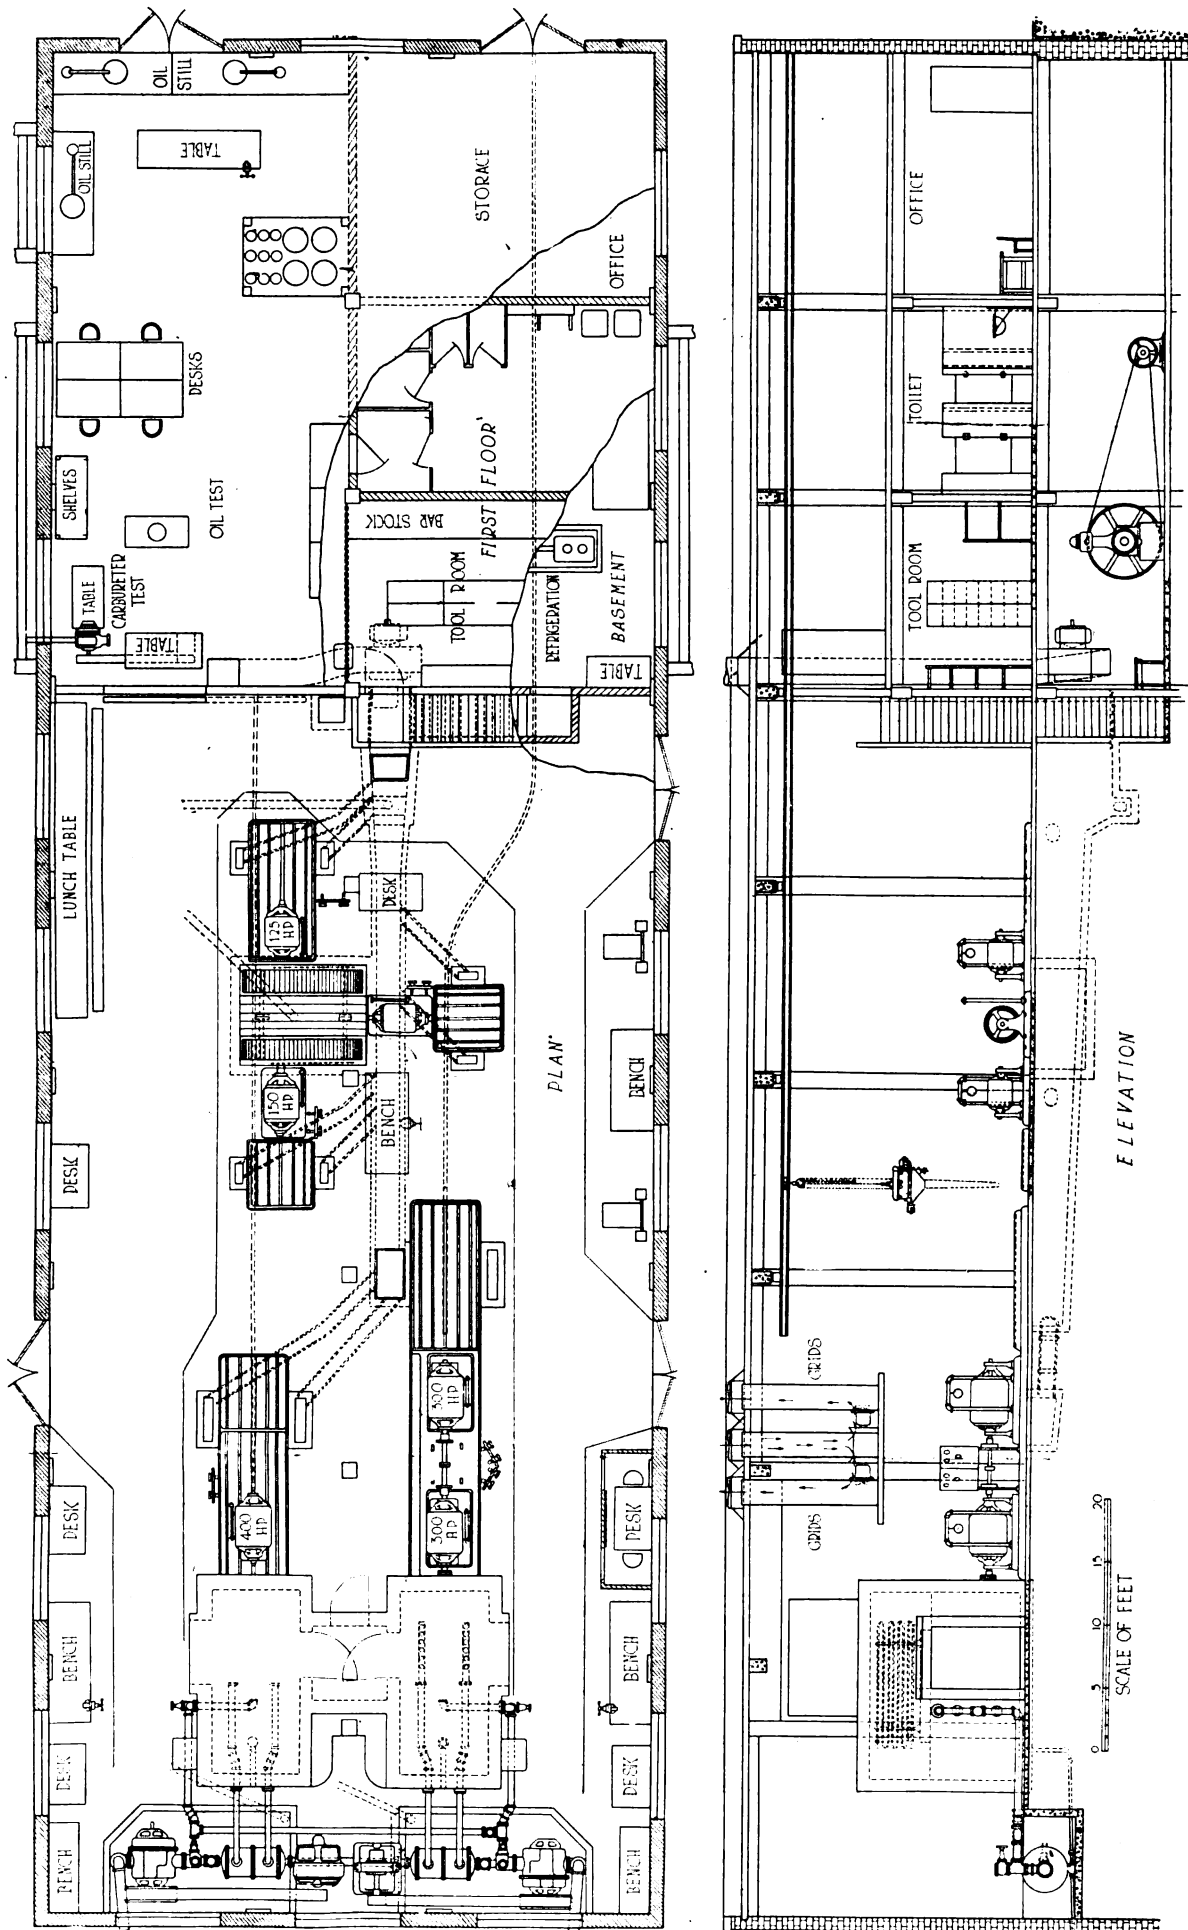 OIL
STILL
OIL STILL
TABLE
STORAGE
OFFICE
DESKS
SHELVES
OIL TEST
CARBURETER
TEST
TABLE
TABLE
BAR STOCK
FIRST FLOOR
TOOL ROOM
REFRIGERATION
BASEMENT
TABLE
LUNCH TABLE
125
HP
DESK
PLAN
150
HP
BENCH
BENCH
DESK
300
HP
400
HP
300
HP
DESK
DESK
BENCH
BENCH
DESK
DESK
BENCH
BENCH
OFFICE
TOILET
TOOL ROOM
ELEVATION
GRIDS
GRIDS
0 5 10 15 20
SCALE OF FEET